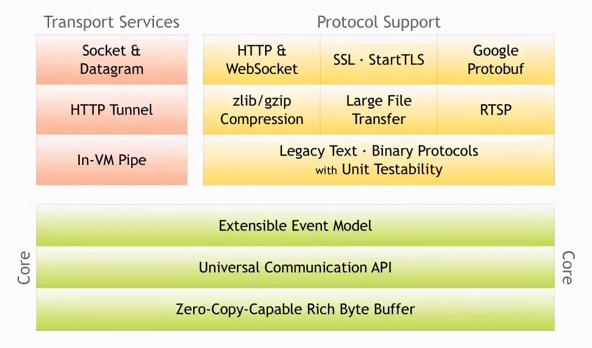 Transport Services
Socket &
Datagram
HTTP Tunnel
In-VM Pipe
Protocol Support
HTTP &
WebSocket
SSL · StartTLS
Google
Protobuf
zlib/gzip
Compression
Large File
Transfer
RTSP
Legacy Text · Binary Protocols
with Unit Testability
Core
Extensible Event Model
Universal Communication API
Zero-Copy-Capable Rich Byte Buffer
Core